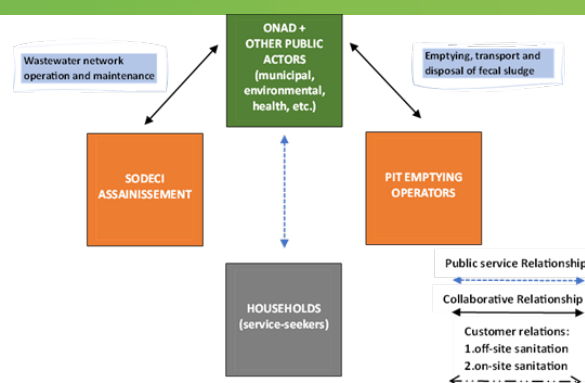 ONAD +
OTHER PUBLIC
ACTORS
(municipal,
environmental,
health, etc.)
Wastewater network
operation and maintenance
Emptying, transport and
disposal of fecal sludge
SODECI
ASSAINISSEMENT
PIT EMPTYING
OPERATORS
HOUSEHOLDS
(service-seekers)
Public service Relationship
Collaborative Relationship
Customer relations:
1.off-site sanitation
2.on-site sanitation